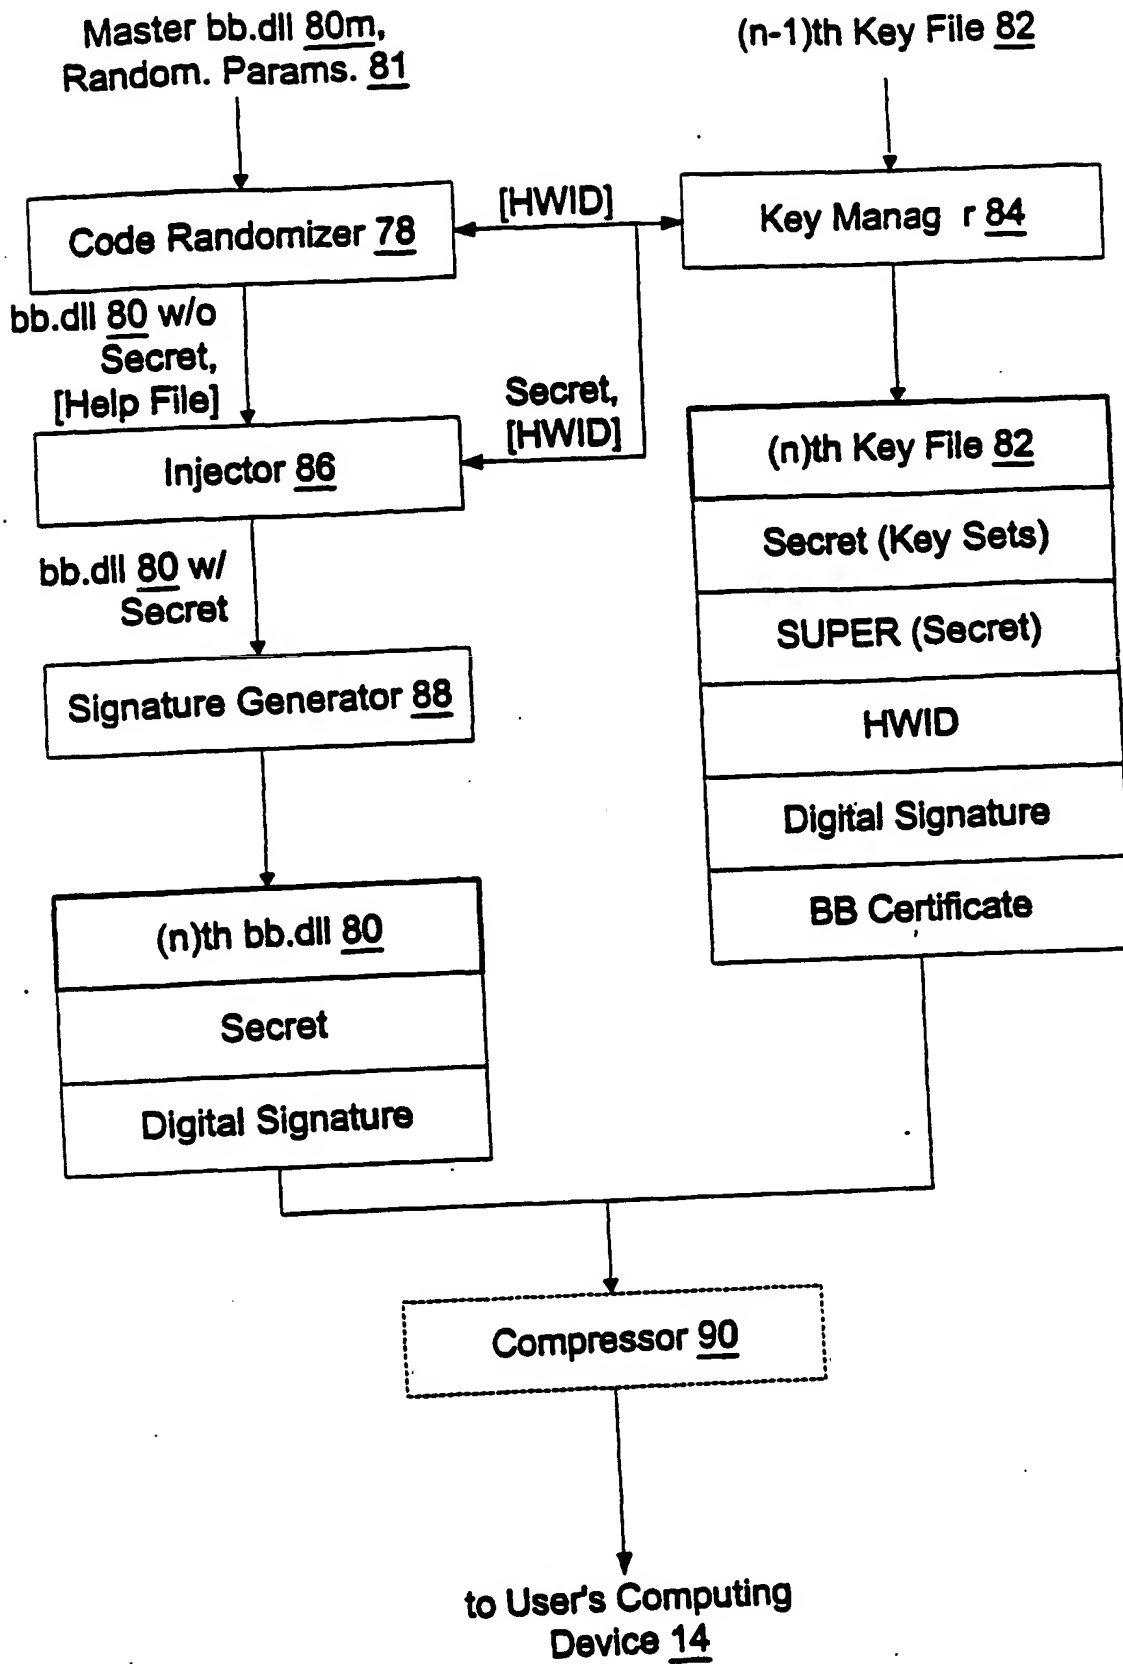 Master bb.dll 80m,
Random. Params. 81
(n-1)th Key File 82
[HWID]
Code Randomizer 78
Key Manag r 84
bb.dll 80 w/o
Secret,
[Help File]
Secret,
[HWID]
Injector 86
(n)th Key File 82
Secret (Key Sets)
SUPER (Secret)
HWID
Digital Signature
BB Certificate
bb.dll 80 w/
Secret
Signature Generator 88
(n)th bb.dll 80
Secret
Digital Signature
Compressor 90
to User's Computing
Device 14